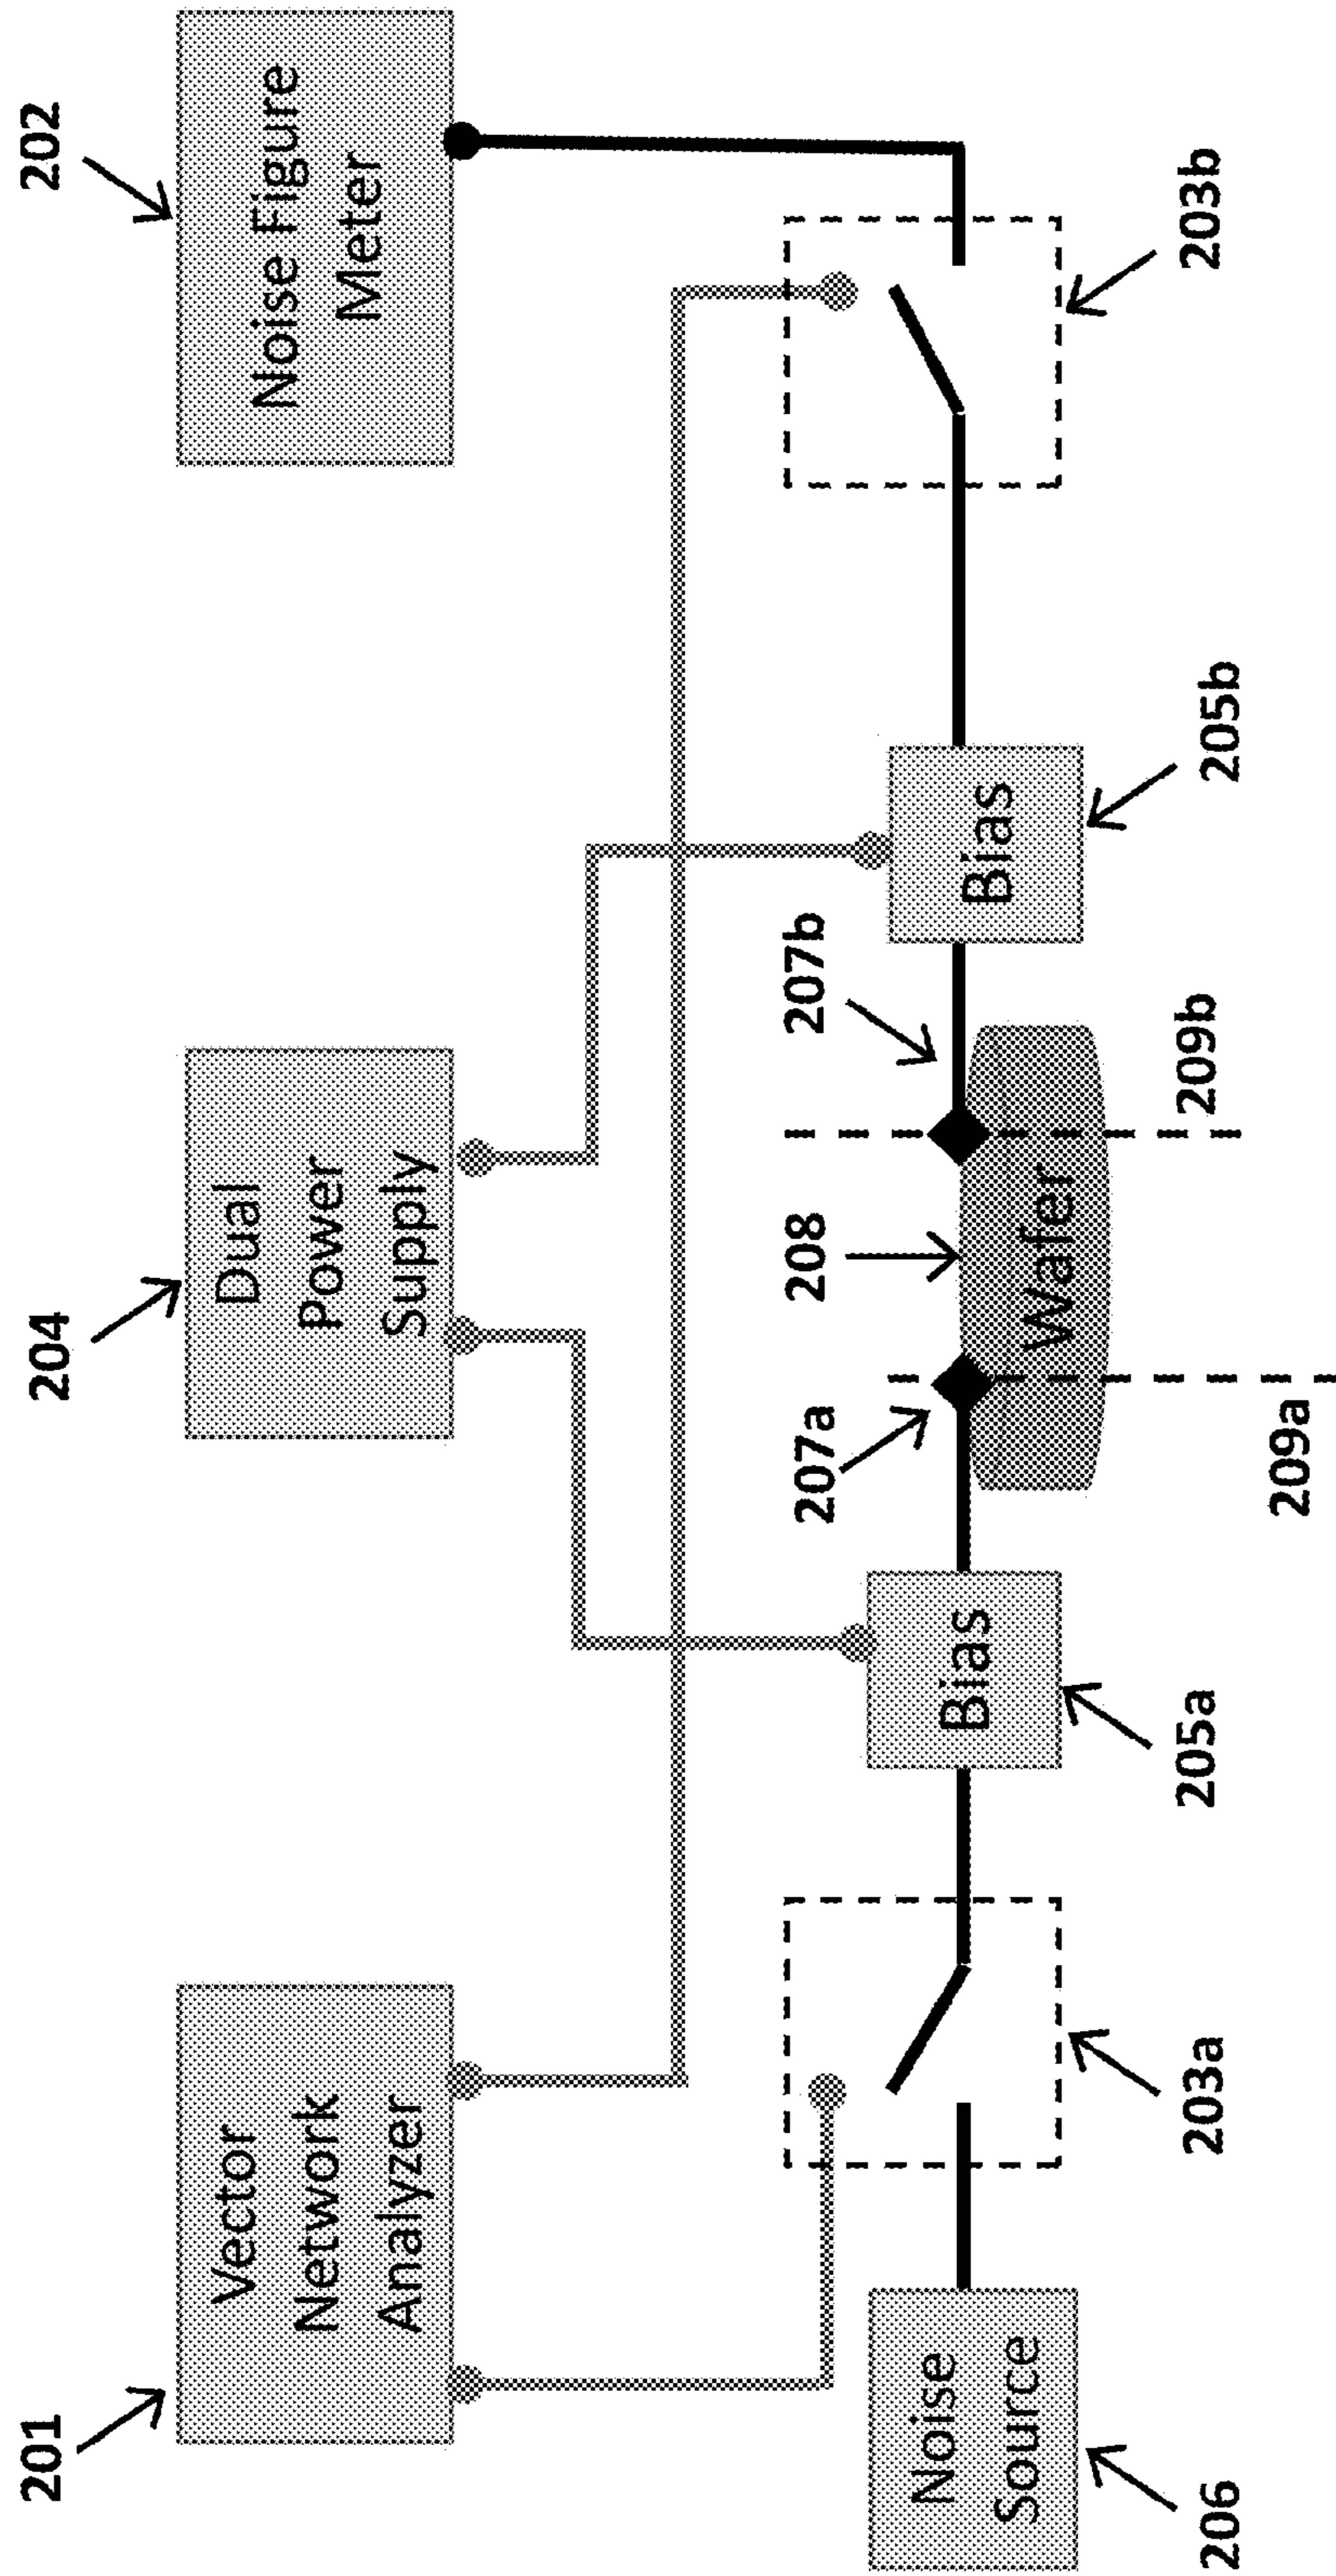 201
204
202
Vector
Network
Analyzer
Dual
Power
Supply
Noise Figure
Meter
206
Noise
Source
203a
205a
Bias
207a
209a
208
Wafer
207b
209b
Bias
205b
203b